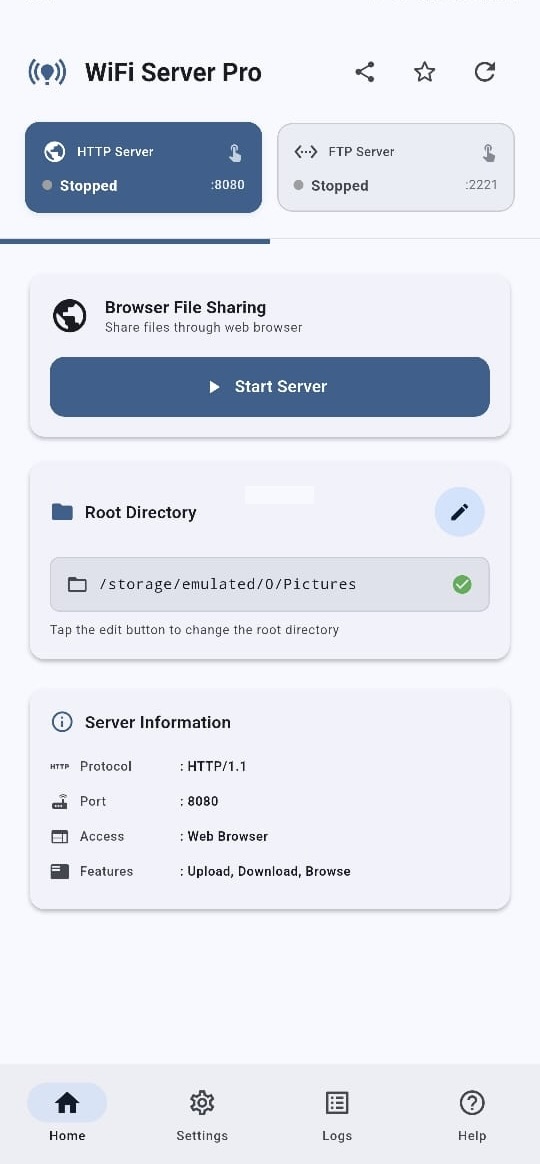 WiFi Server Pro
HTTP Server
Stopped :8080
FTP Server
Stopped :2221
Browser File Sharing
Share files through web browser
Start Server
Root Directory
/storage/emulated/0/Pictures
Tap the edit button to change the root directory
Server Information
HTTP Protocol : HTTP/1.1
Port : 8080
Access : Web Browser
Features : Upload, Download, Browse
Home Settings Logs Help